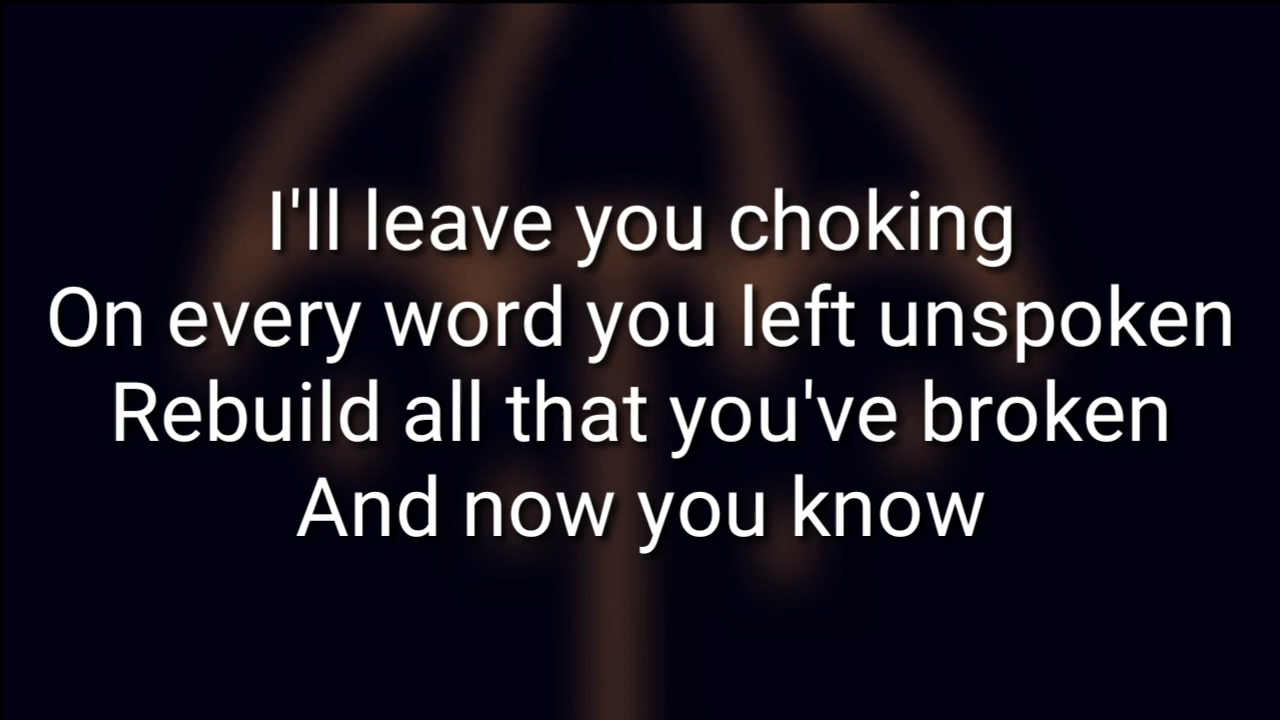 I'll leave you choking
On every word you left unspoken
Rebuild all that you've broken
And now you know